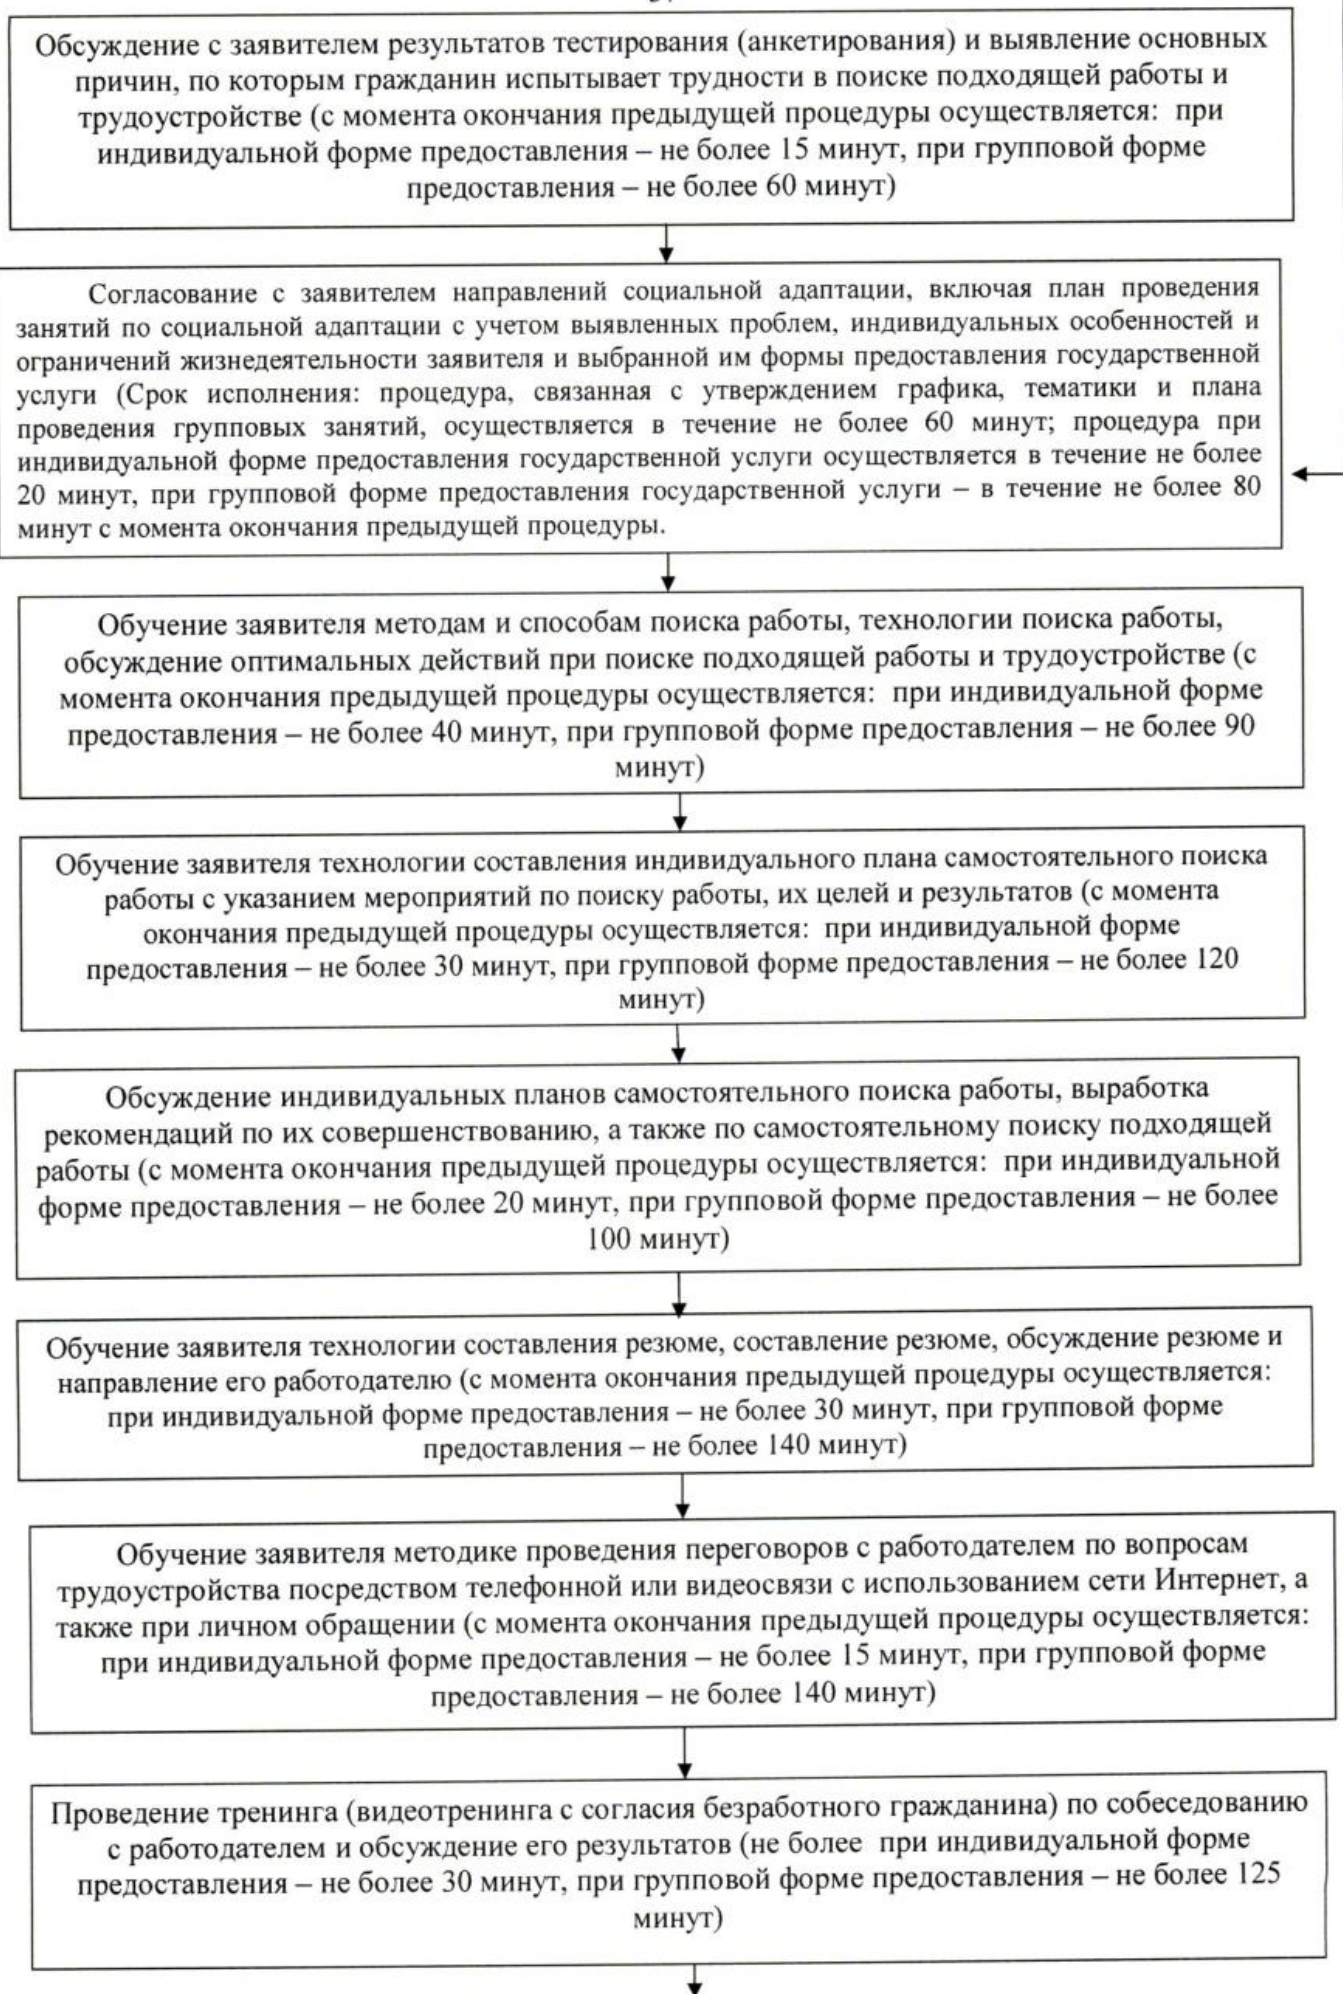 Обсуждение с заявителем результатов тестирования (анкетирования) и выявление основных
причин, по которым гражданин испытывает трудности в поиске подходящей работы и
трудоустройстве (с момента окончания предыдущей процедуры осуществляется: при
индивидуальной форме предоставления – не более 15 минут, при групповой форме
предоставления – не более 60 минут)
Согласование с заявителем направлений социальной адаптации, включая план проведения
занятий по социальной адаптации с учетом выявленных проблем, индивидуальных особенностей и
ограничений жизнедеятельности заявителя и выбранной им формы предоставления государственной
услуги (Срок исполнения: процедура, связанная с утверждением графика, тематики и плана
проведения групповых занятий, осуществляется в течение не более 60 минут; процедура при
индивидуальной форме предоставления государственной услуги осуществляется в течение не более
20 минут, при групповой форме предоставления государственной услуги – в течение не более 80
минут с момента окончания предыдущей процедуры.
Обучение заявителя методам и способам поиска работы, технологии поиска работы,
обсуждение оптимальных действий при поиске подходящей работы и трудоустройстве (с
момента окончания предыдущей процедуры осуществляется: при индивидуальной форме
предоставления – не более 40 минут, при групповой форме предоставления – не более 90
минут)
Обучение заявителя технологии составления индивидуального плана самостоятельного поиска
работы с указанием мероприятий по поиску работы, их целей и результатов (с момента
окончания предыдущей процедуры осуществляется: при индивидуальной форме
предоставления – не более 30 минут, при групповой форме предоставления – не более 120
минут)
Обсуждение индивидуальных планов самостоятельного поиска работы, выработка
рекомендаций по их совершенствованию, а также по самостоятельному поиску подходящей
работы (с момента окончания предыдущей процедуры осуществляется: при индивидуальной
форме предоставления – не более 20 минут, при групповой форме предоставления – не более
100 минут)
Обучение заявителя технологии составления резюме, составление резюме, обсуждение резюме и
направление его работодателю (с момента окончания предыдущей процедуры осуществляется:
при индивидуальной форме предоставления – не более 30 минут, при групповой форме
предоставления – не более 140 минут)
Обучение заявителя методике проведения переговоров с работодателем по вопросам
трудоустройства посредством телефонной или видеосвязи с использованием сети Интернет, а
также при личном обращении (с момента окончания предыдущей процедуры осуществляется:
при индивидуальной форме предоставления – не более 15 минут, при групповой форме
предоставления – не более 140 минут)
Проведение тренинга (видеотренинга с согласия безработного гражданина) по собеседованию
с работодателем и обсуждение его результатов (не более при индивидуальной форме
предоставления – не более 30 минут, при групповой форме предоставления – не более 125
минут)